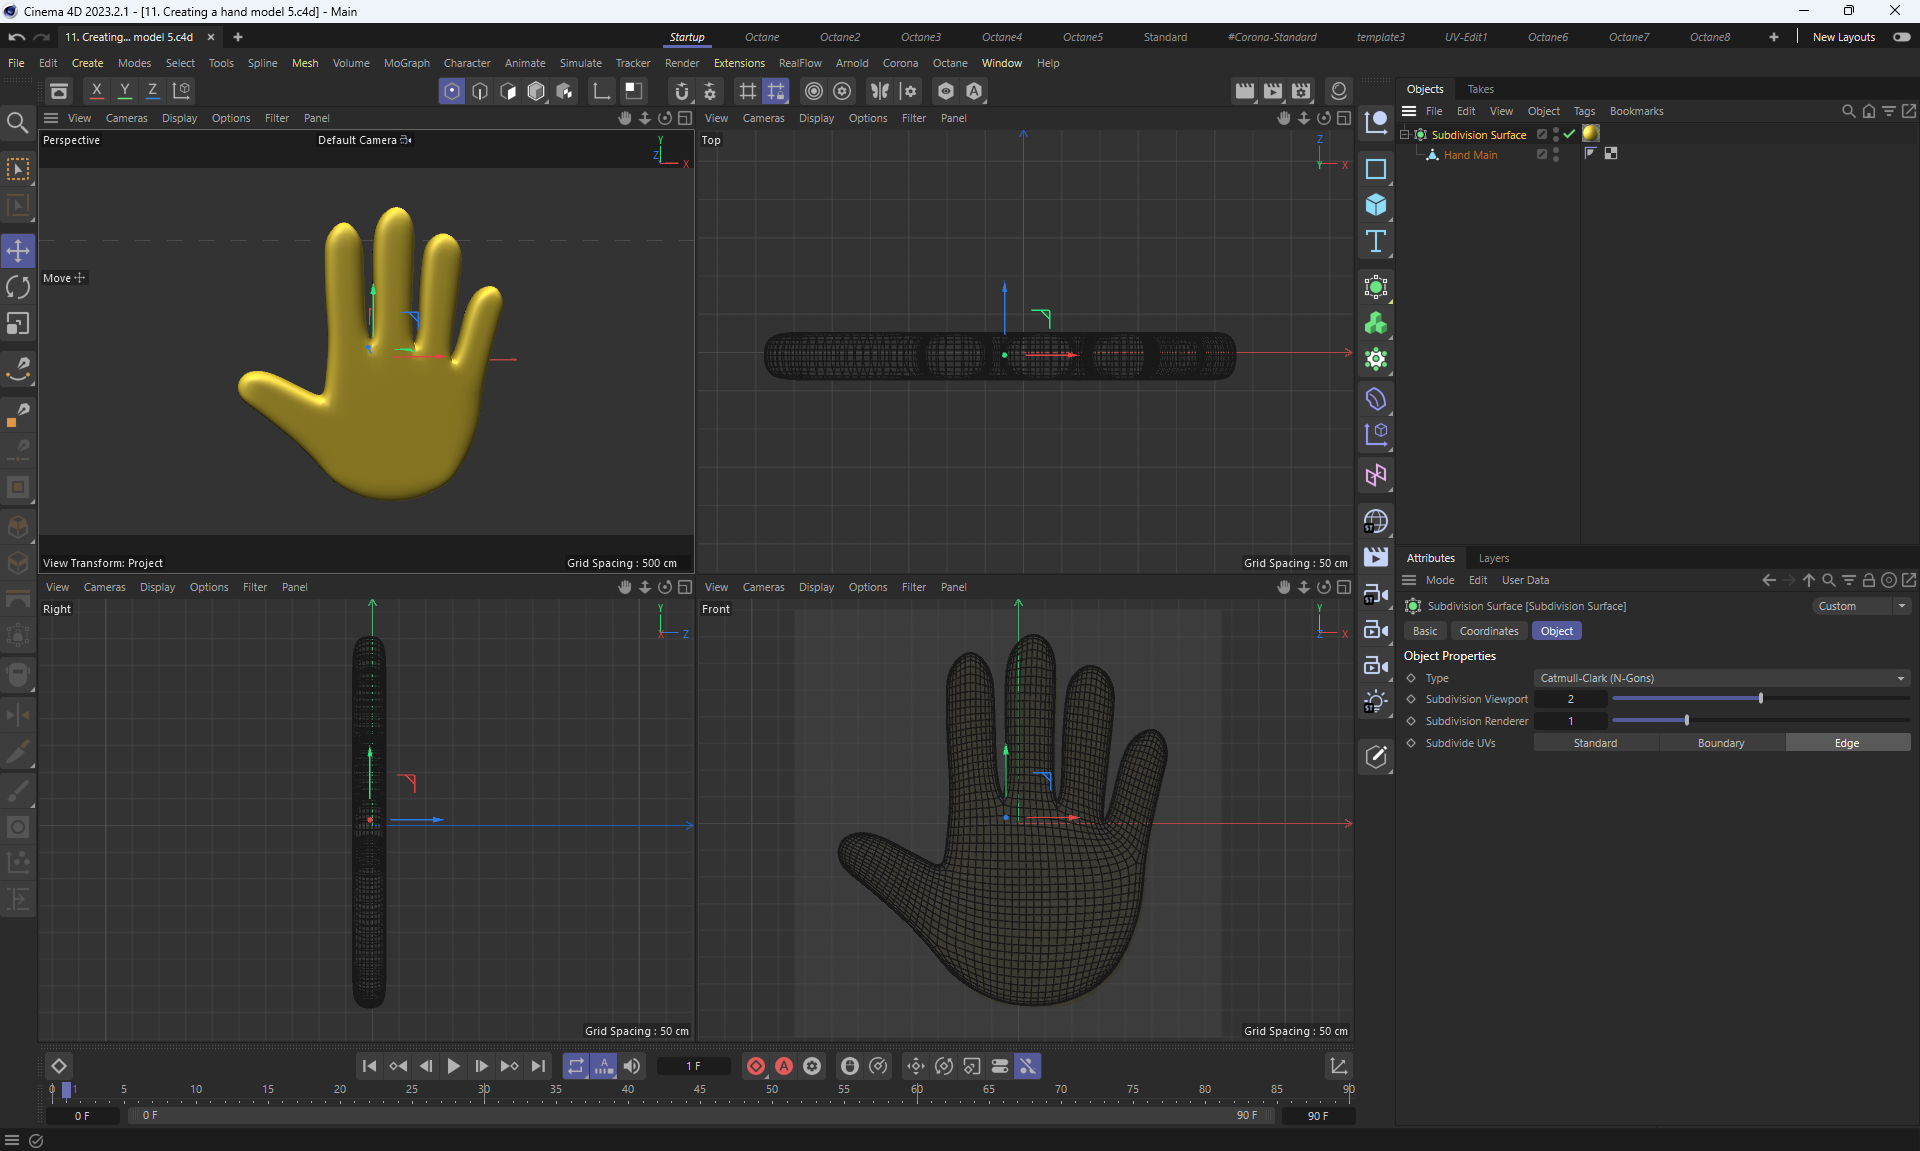 Cinema 4D 2023.2.1 - [11. Creating a hand model 5.c4d] - Main
11. Creating... model 5.c4d
Startup Octane Octane2 Octane3 Octane4 Octane5 Standard #Corona-Standard template3 UV-Edit1 Octane6 Octane7 Octane8 New Layouts
File Edit Create Modes Select Tools Spline Mesh Volume MoGraph Character Animate Simulate Tracker Render Extensions RealFlow Arnold Corona Octane Window Help
X Y Z
View Cameras Display Options Filter Panel
Perspective
Default Camera
Y
Z X
Move
View Transform: Project
Grid Spacing : 500 cm
View Cameras Display Options Filter Panel
Top
Z
Y X
Grid Spacing : 50 cm
View Cameras Display Options Filter Panel
Right
Y
X Z
Grid Spacing : 50 cm
View Cameras Display Options Filter Panel
Front
Y
Z X
Grid Spacing : 50 cm
ST
ST
ST
Objects Takes
File Edit View Object Tags Bookmarks
Subdivision Surface
Hand Main
Attributes Layers
Mode Edit User Data
Subdivision Surface [Subdivision Surface]
Custom
Basic Coordinates Object
Object Properties
Type Catmull-Clark (N-Gons)
Subdivision Viewport 2
Subdivision Renderer 1
Subdivide UVs Standard Boundary Edge
1 F
0 1 5 10 15 20 25 30 35 40 45 50 55 60 65 70 75 80 85 90
0 F 0 F 90 F 90 F